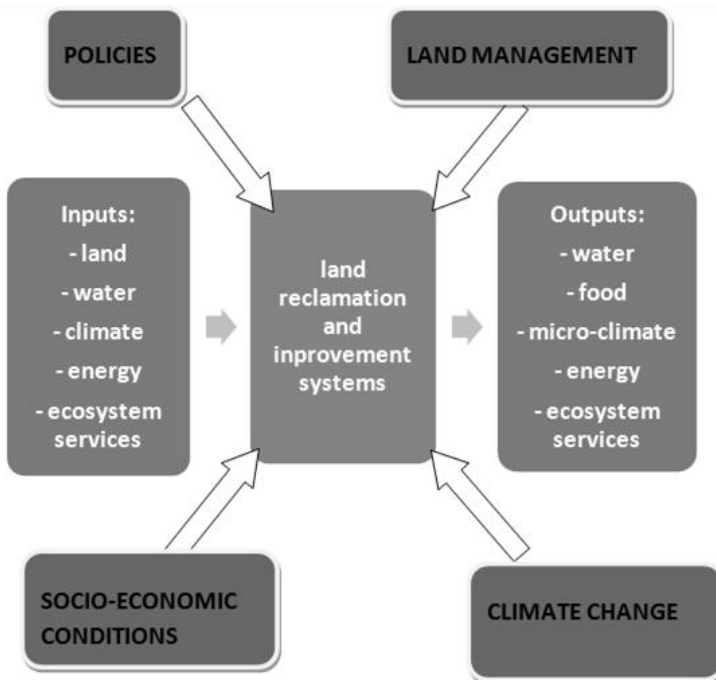 POLICIES
LAND MANAGEMENT
Inputs:
- land
- water
- climate
- energy
- ecosystem
services
land
reclamation
and
inprovement
systems
Outputs:
- water
- food
- micro-climate
- energy
- ecosystem
services
SOCIO-ECONOMIC
CONDITIONS
CLIMATE CHANGE